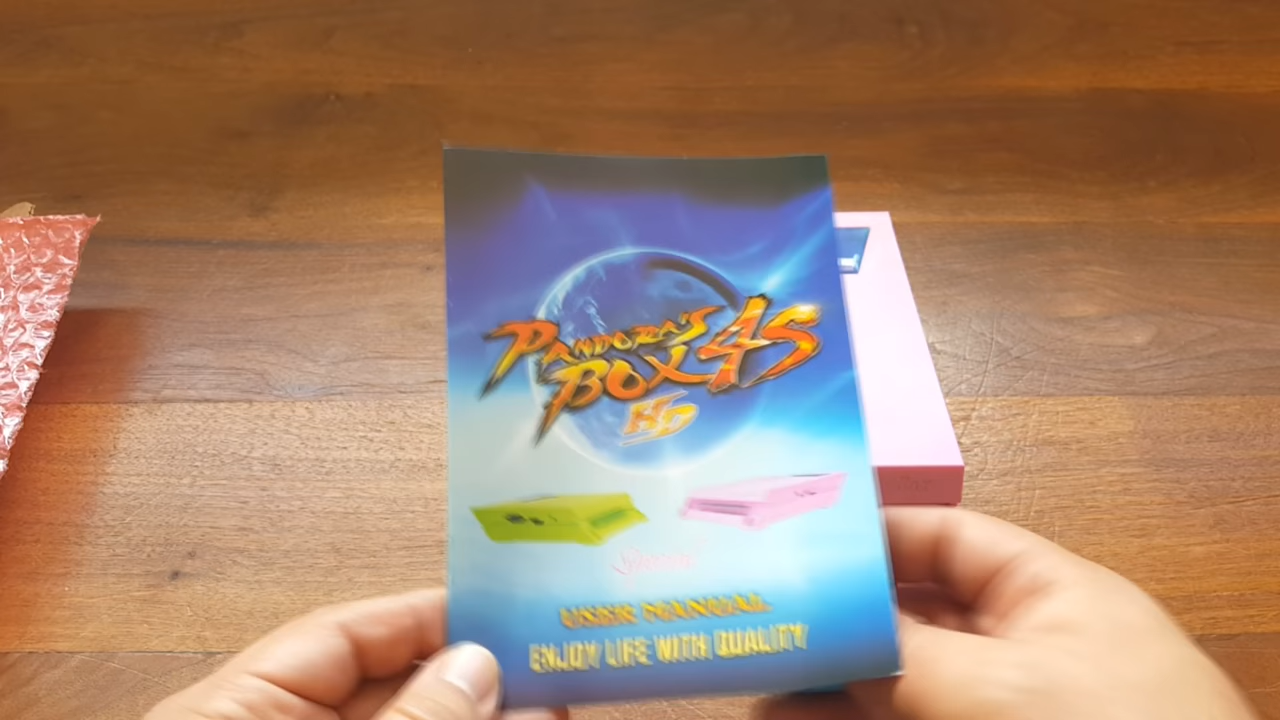 PANDORA'S
BOX 4S
HD
Special
USER MANUAL
ENJOY LIFE WITH QUALITY